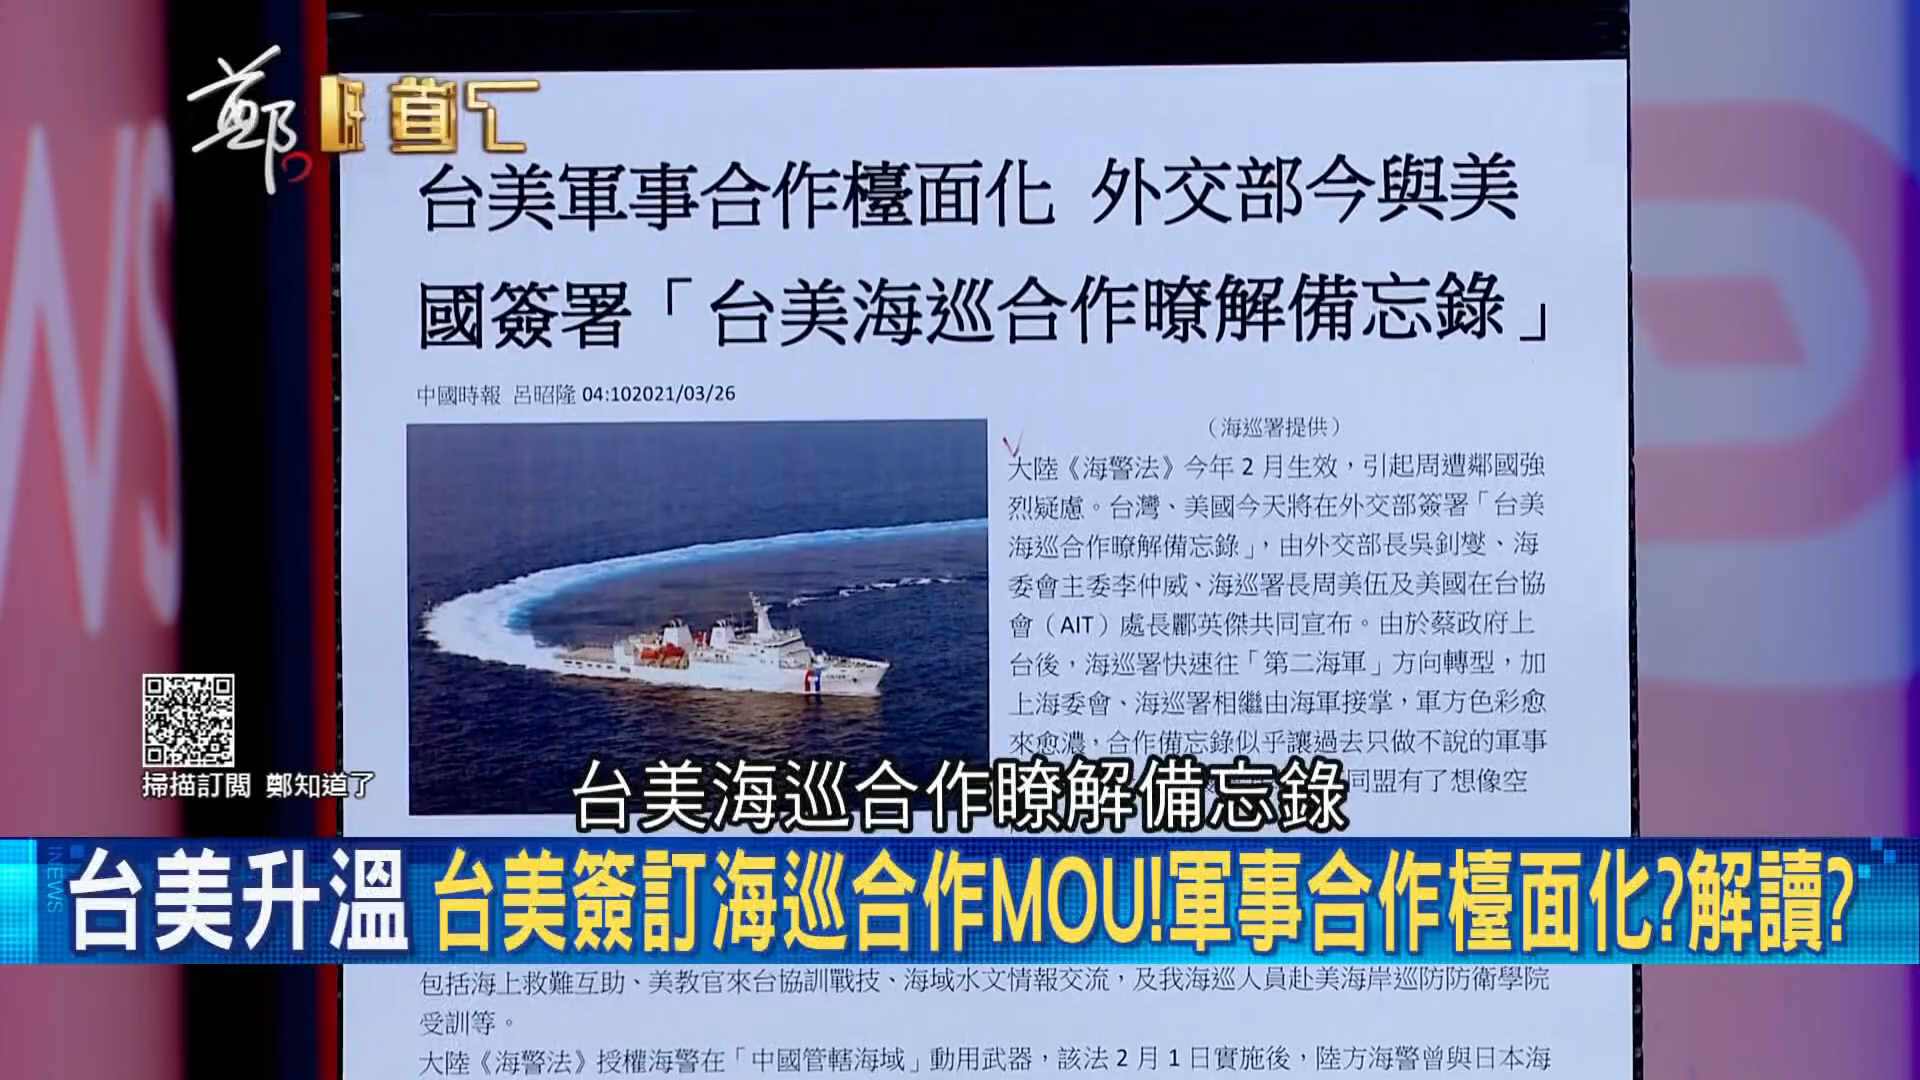 鄭
台美軍事合作檯面化 外交部今與美
國簽署「台美海巡合作瞭解備忘錄」
中國時報 呂昭隆 04:102021/03/26
（海巡署提供）
大陸《海警法》今年2月生效，引起周遭鄰國強
烈疑慮。台灣、美國今天將在外交部簽署「台美
海巡合作瞭解備忘錄」，由外交部長吳釗燮、海
委會主委李仲威、海巡署長周美伍及美國在台協
會（AIT）處長酈英傑共同宣布。由於蔡政府上
台後，海巡署快速往「第二海軍」方向轉型，加
上海委會、海巡署相繼由海軍接掌，軍方色彩愈
來愈濃，合作備忘錄似乎讓過去只做不說的軍事
同盟有了想像空
掃描訂閱 鄭知道了
台美海巡合作瞭解備忘錄
NEWS
台美升溫 台美簽訂海巡合作MOU!軍事合作檯面化?解讀?
包括海上救難互助、美教官來台協訓戰技、海域水文情報交流，及我海巡人員赴美海岸巡防防衛學院
受訓等。
大陸《海警法》授權海警在「中國管轄海域」動用武器，該法2月1日實施後，陸方海警曾與日本海